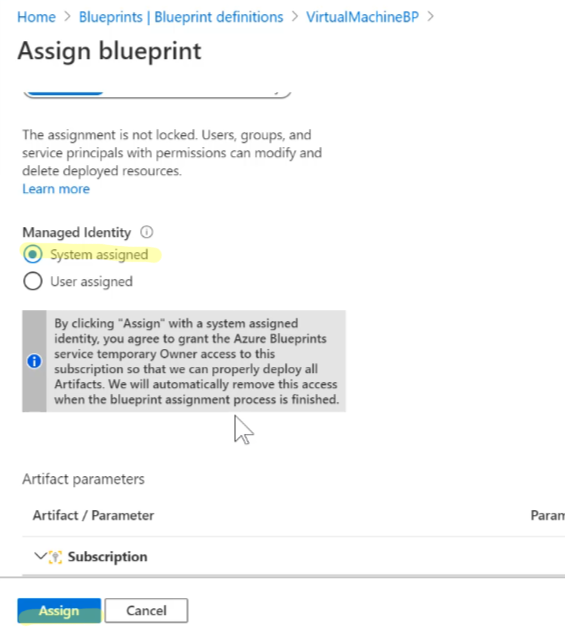 Home > Blueprints | Blueprint definitions > VirtualMachineBP >
Assign blueprint
The assignment is not locked. Users, groups, and
service principals with permissions can modify and
delete deployed resources.
Learn more
Managed Identity
System assigned
User assigned
By clicking "Assign" with a system assigned
identity, you agree to grant the Azure Blueprints
service temporary Owner access to this
subscription so that we can properly deploy all
Artifacts. We will automatically remove this access
when the blueprint assignment process is finished.
Artifact parameters
Artifact / Parameter Param
Subscription
Assign Cancel